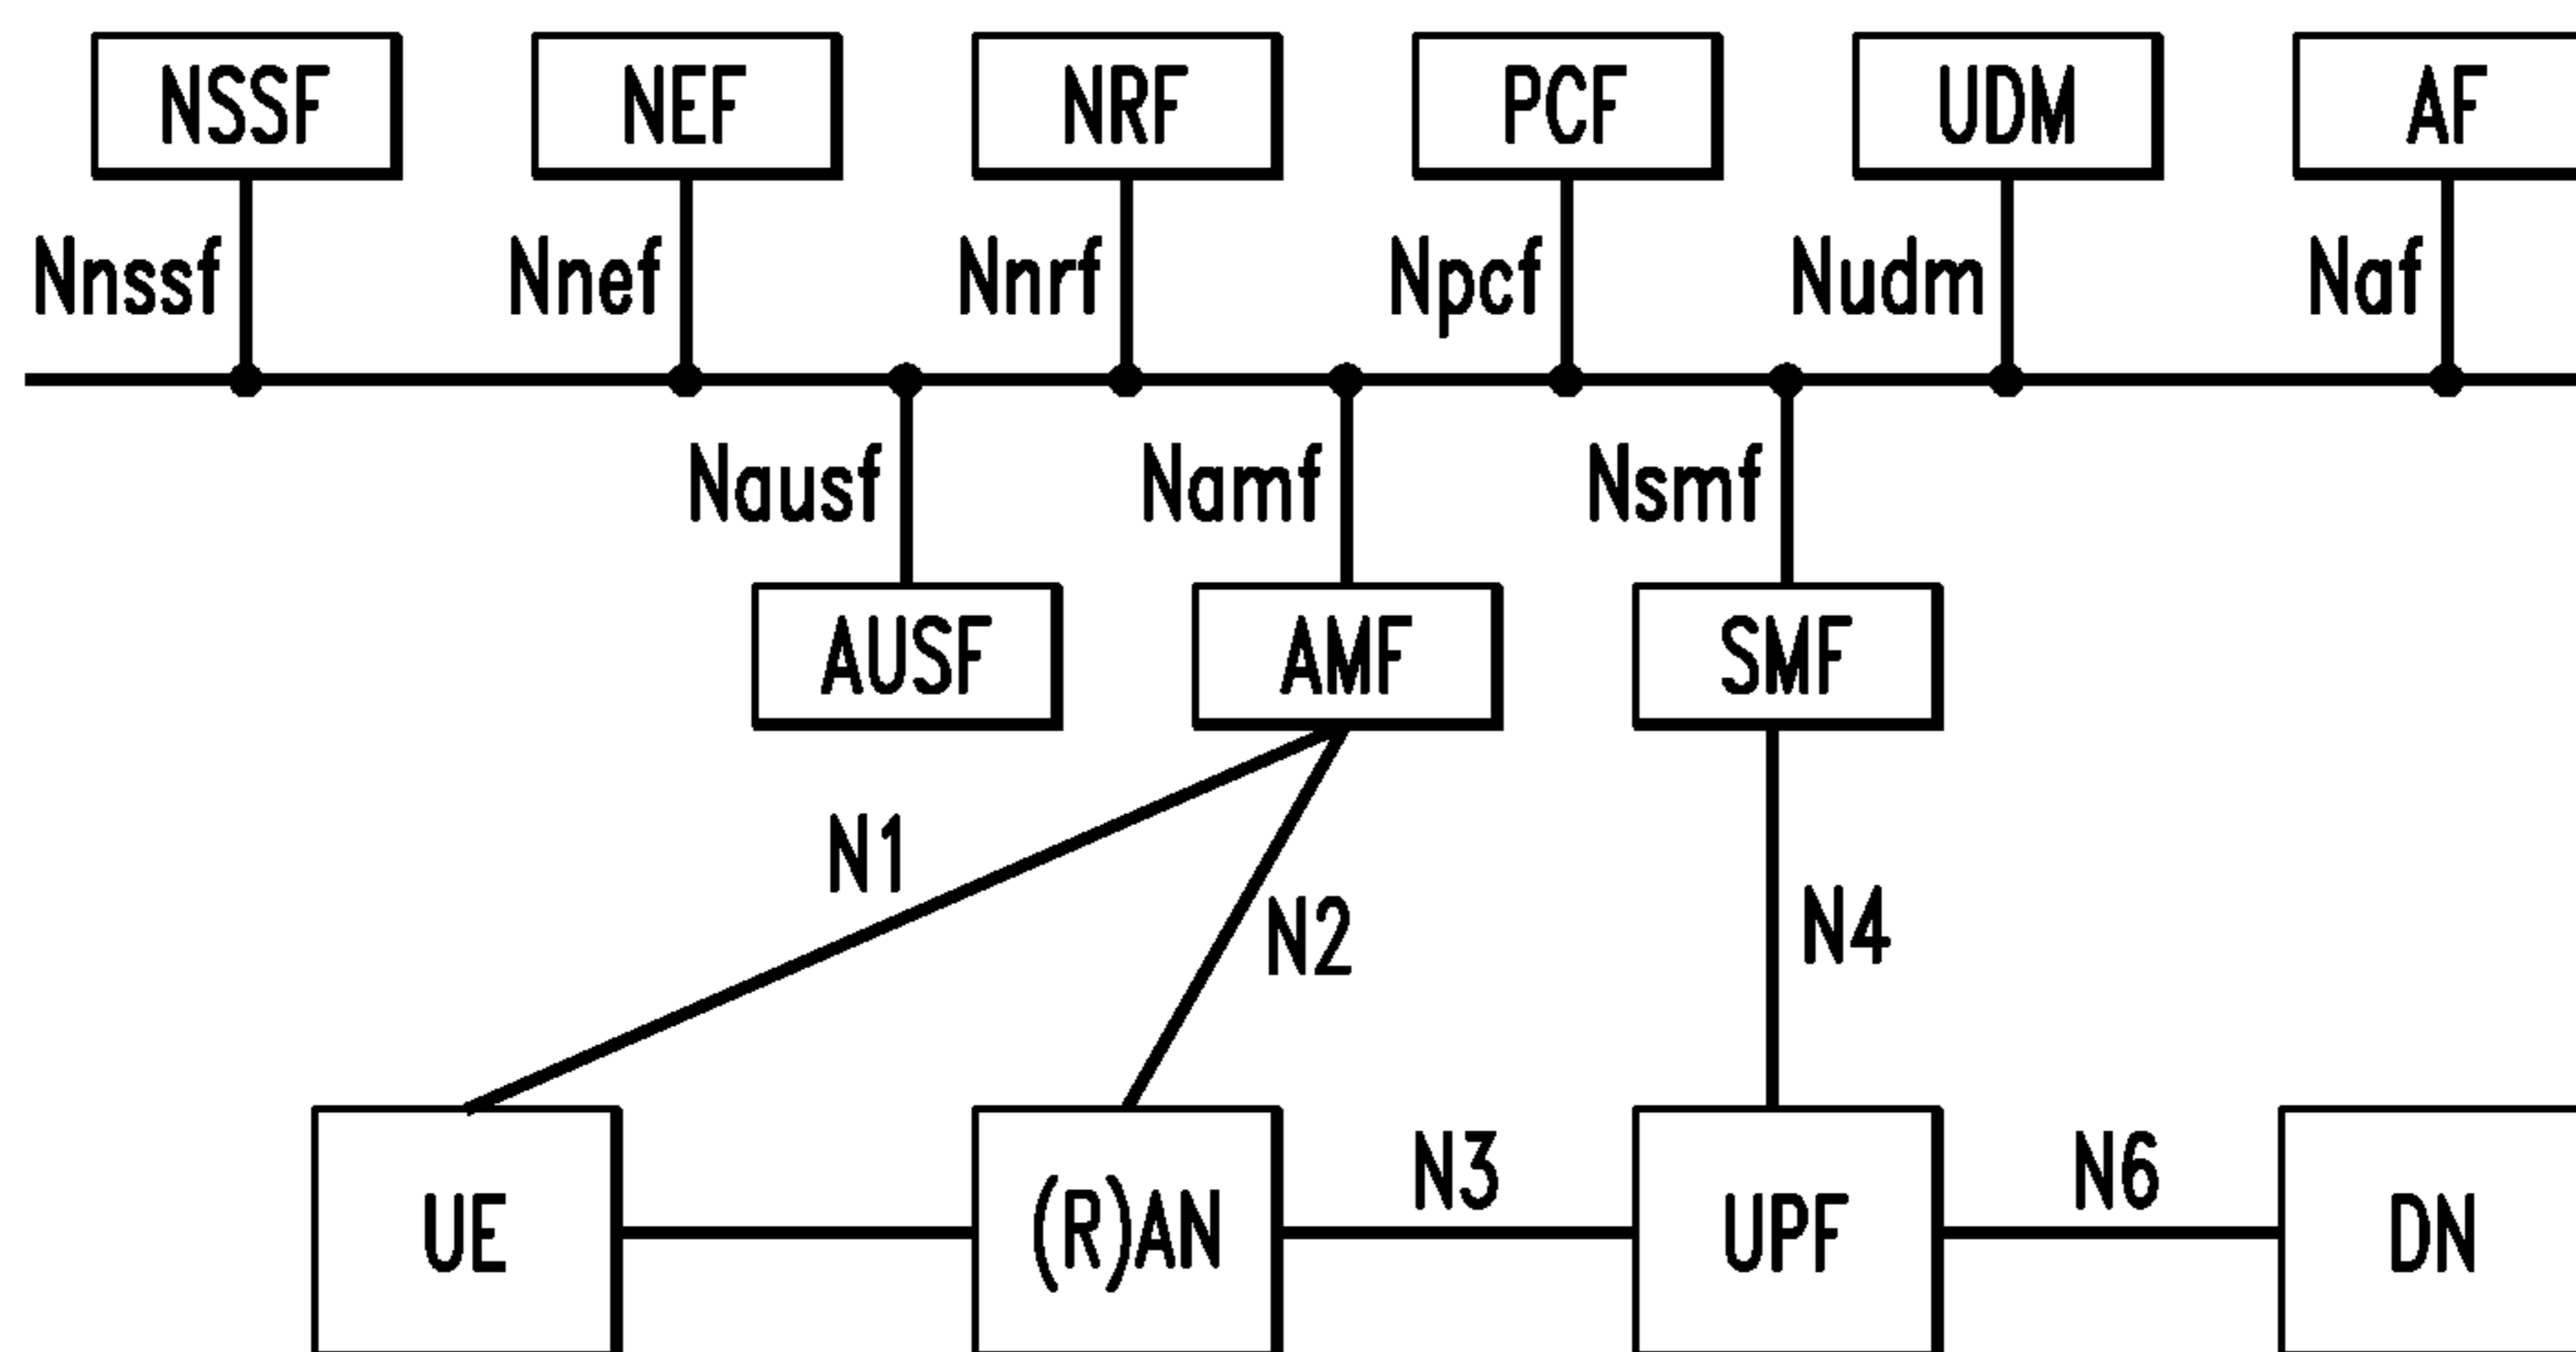 NSSF NEF NRF PCF UDM AF
Nnssf Nnef Nnrf Npcf Nudm Naf
Nausf Namf Nsmf
AUSF AMF SMF
N1
N2 N4
N3 N6
UE (R)AN UPF DN